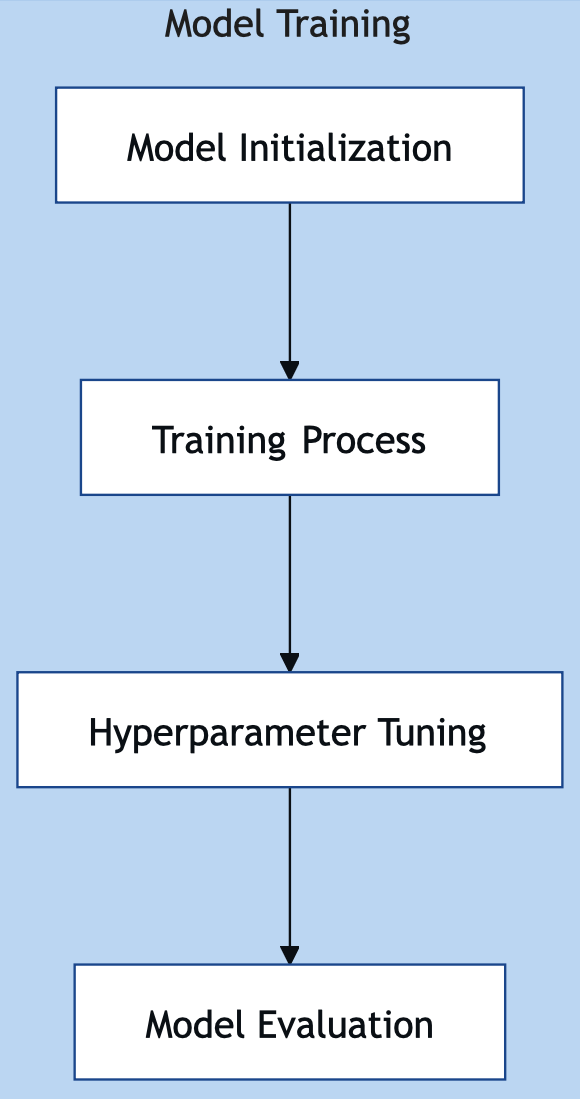 Model Training
Model Initialization
Training Process
Hyperparameter Tuning
Model Evaluation